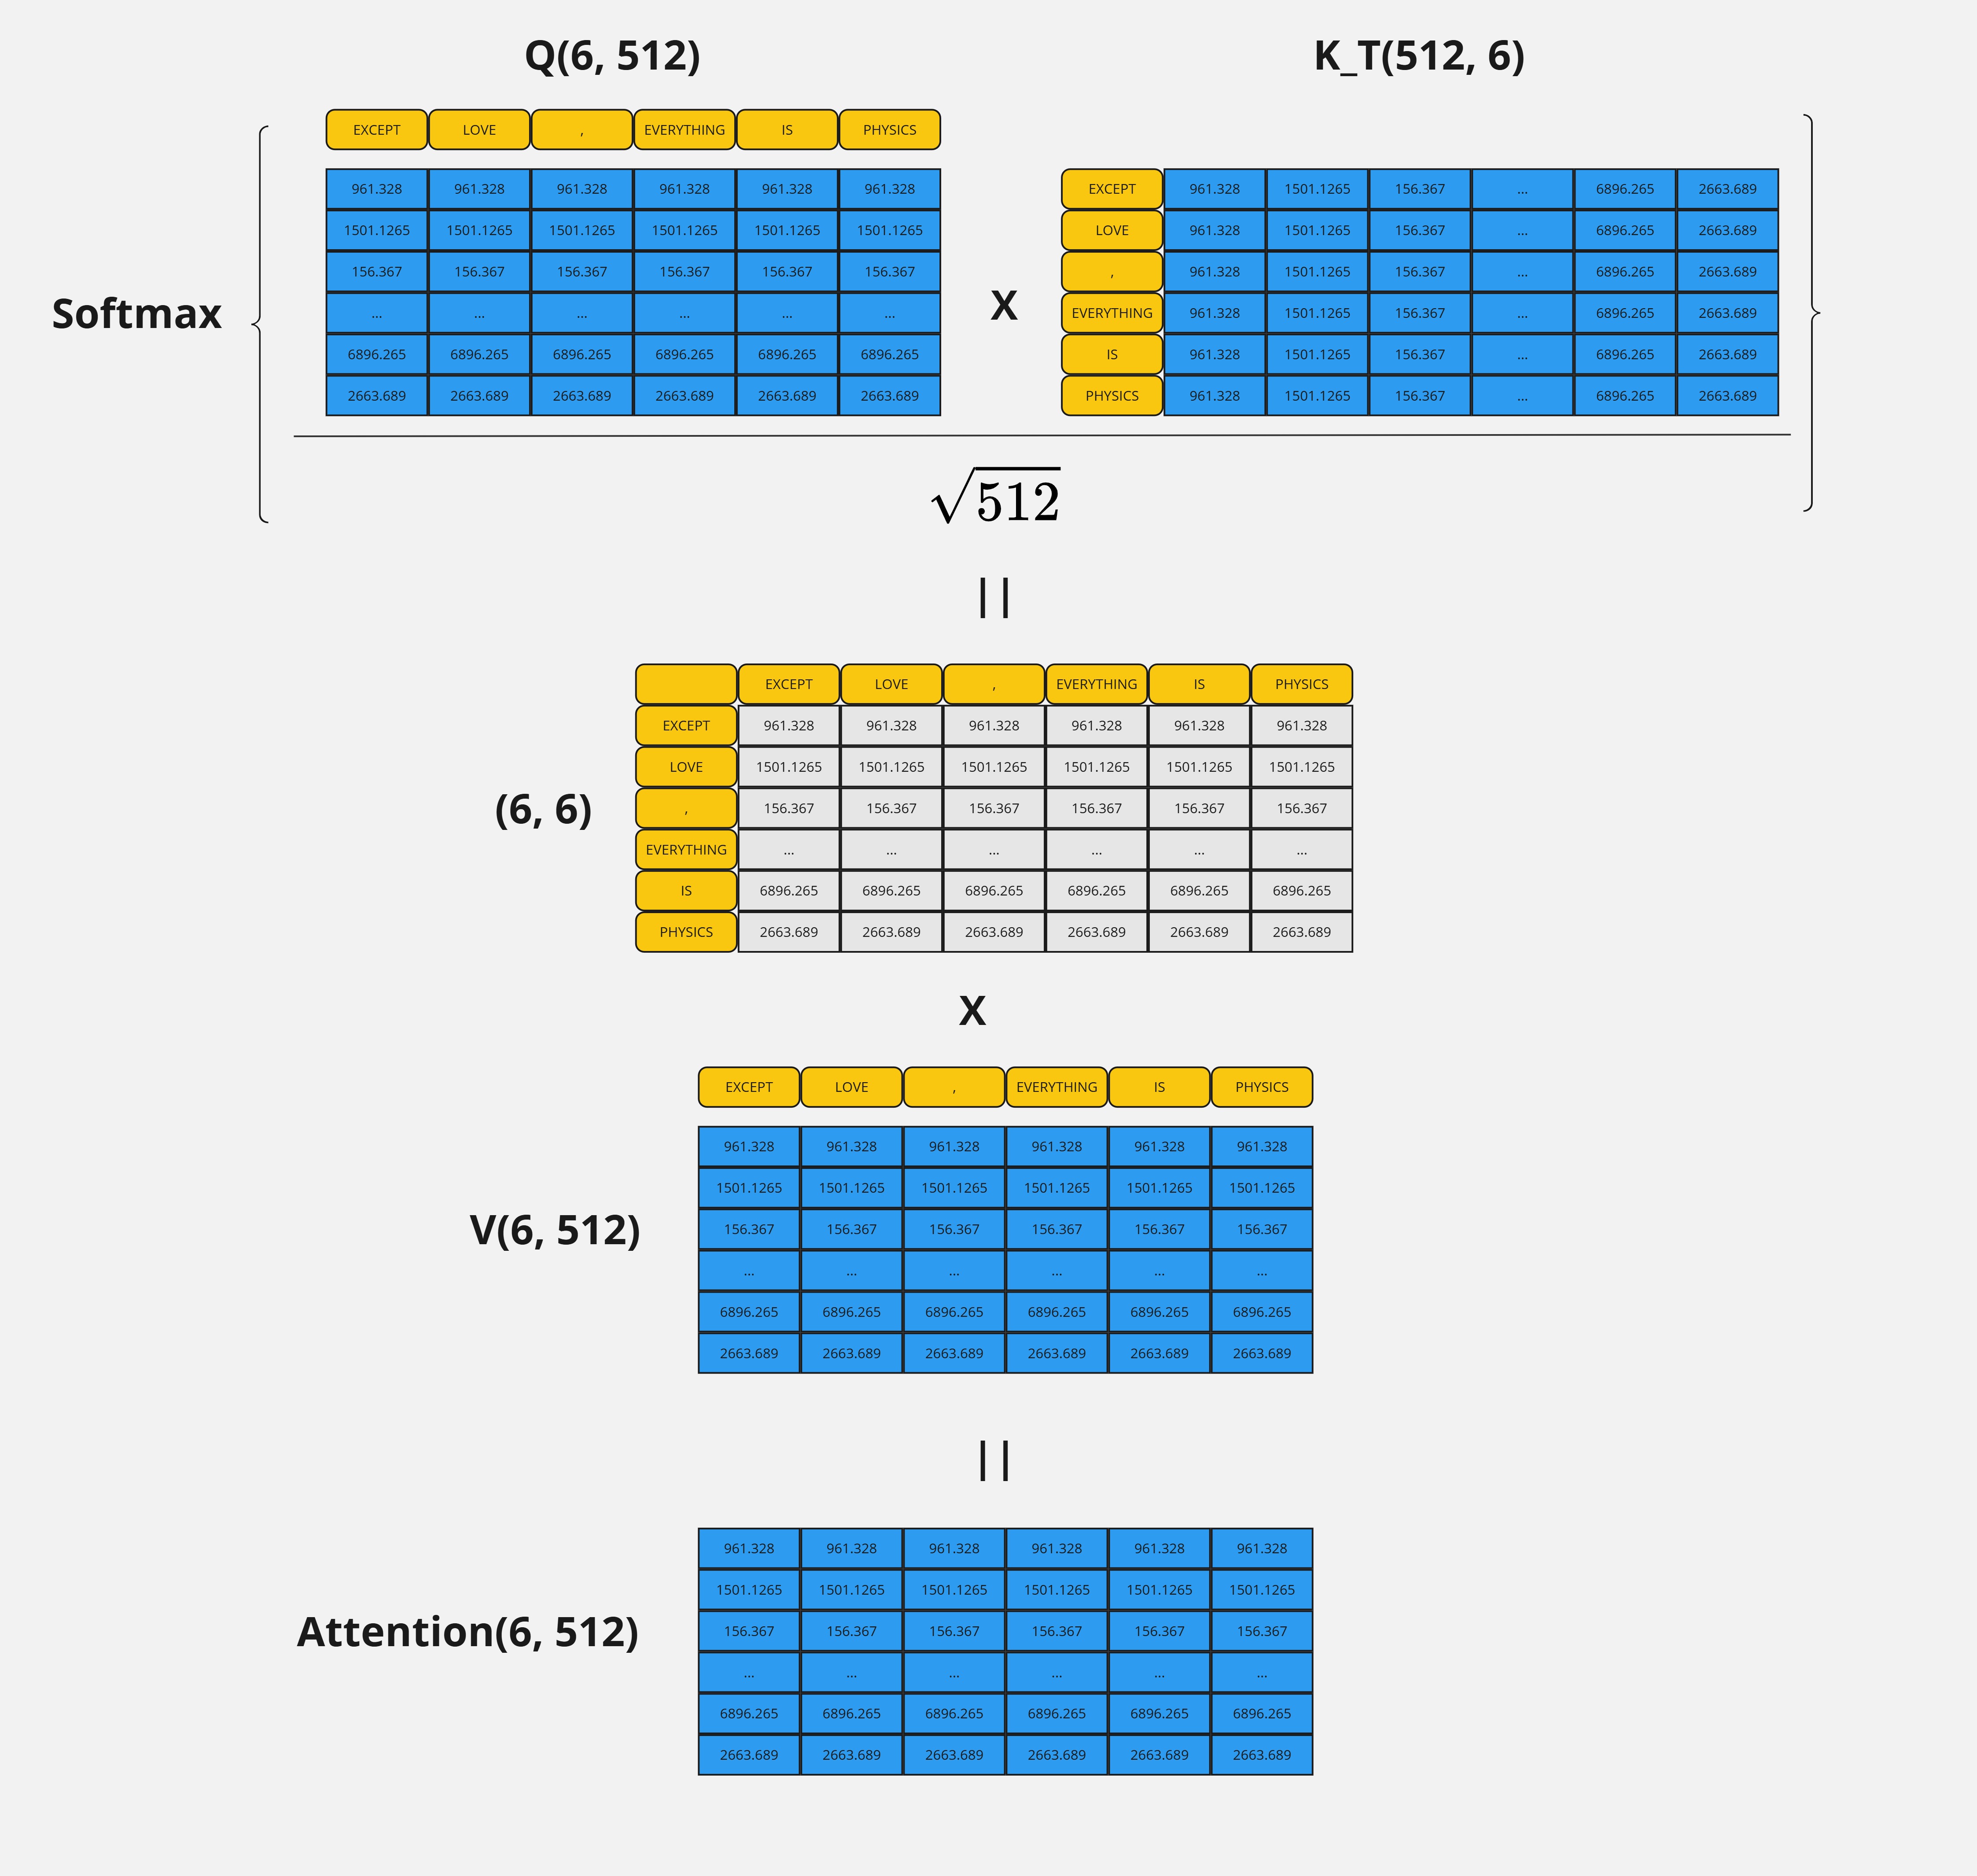 Q(6, 512) K_T(512, 6)
EXCEPT LOVE , EVERYTHING IS PHYSICS
961.328 961.328 961.328 961.328 961.328 961.328 EXCEPT 961.328 1501.1265 156.367 ... 6896.265 2663.689
1501.1265 1501.1265 1501.1265 1501.1265 1501.1265 1501.1265 LOVE 961.328 1501.1265 156.367 ... 6896.265 2663.689
156.367 156.367 156.367 156.367 156.367 156.367 , 961.328 1501.1265 156.367 ... 6896.265 2663.689
Softmax ... ... ... ... ... ... X EVERYTHING 961.328 1501.1265 156.367 ... 6896.265 2663.689
6896.265 6896.265 6896.265 6896.265 6896.265 6896.265 IS 961.328 1501.1265 156.367 ... 6896.265 2663.689
2663.689 2663.689 2663.689 2663.689 2663.689 2663.689 PHYSICS 961.328 1501.1265 156.367 ... 6896.265 2663.689
√512
||
EXCEPT LOVE , EVERYTHING IS PHYSICS
EXCEPT 961.328 961.328 961.328 961.328 961.328 961.328
LOVE 1501.1265 1501.1265 1501.1265 1501.1265 1501.1265 1501.1265
(6, 6) , 156.367 156.367 156.367 156.367 156.367 156.367
EVERYTHING ... ... ... ... ... ...
IS 6896.265 6896.265 6896.265 6896.265 6896.265 6896.265
PHYSICS 2663.689 2663.689 2663.689 2663.689 2663.689 2663.689
X
EXCEPT LOVE , EVERYTHING IS PHYSICS
961.328 961.328 961.328 961.328 961.328 961.328
1501.1265 1501.1265 1501.1265 1501.1265 1501.1265 1501.1265
V(6, 512) 156.367 156.367 156.367 156.367 156.367 156.367
... ... ... ... ... ...
6896.265 6896.265 6896.265 6896.265 6896.265 6896.265
2663.689 2663.689 2663.689 2663.689 2663.689 2663.689
||
961.328 961.328 961.328 961.328 961.328 961.328
1501.1265 1501.1265 1501.1265 1501.1265 1501.1265 1501.1265
Attention(6, 512) 156.367 156.367 156.367 156.367 156.367 156.367
... ... ... ... ... ...
6896.265 6896.265 6896.265 6896.265 6896.265 6896.265
2663.689 2663.689 2663.689 2663.689 2663.689 2663.689